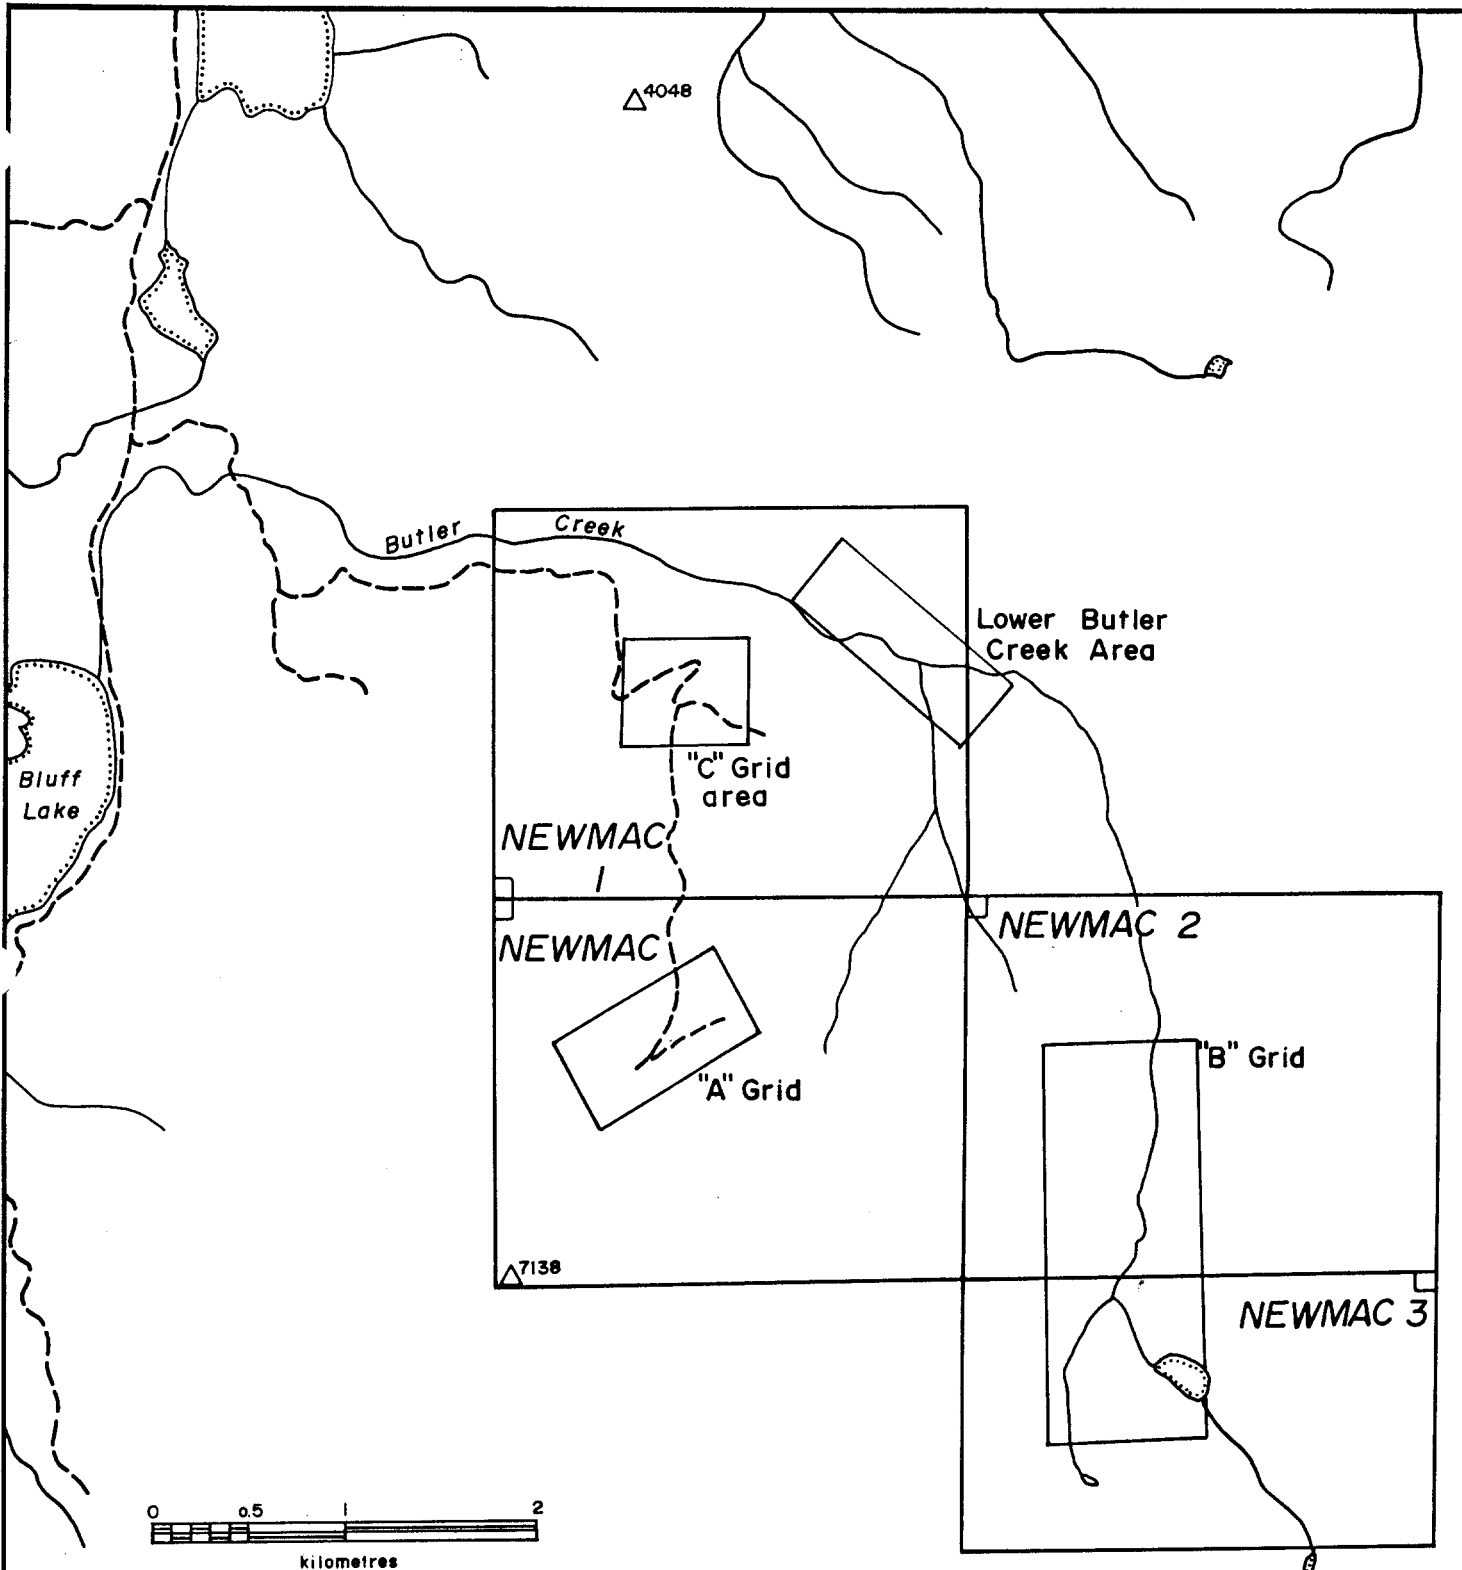 4048
Butler Creek
Lower Butler
Creek Area
Bluff
Lake
"C" Grid
area
NEWMAC
1
NEWMAC
NEWMAC 2
"A" Grid
"B" Grid
7138
NEWMAC 3
0 0.5 1 2
kilometres